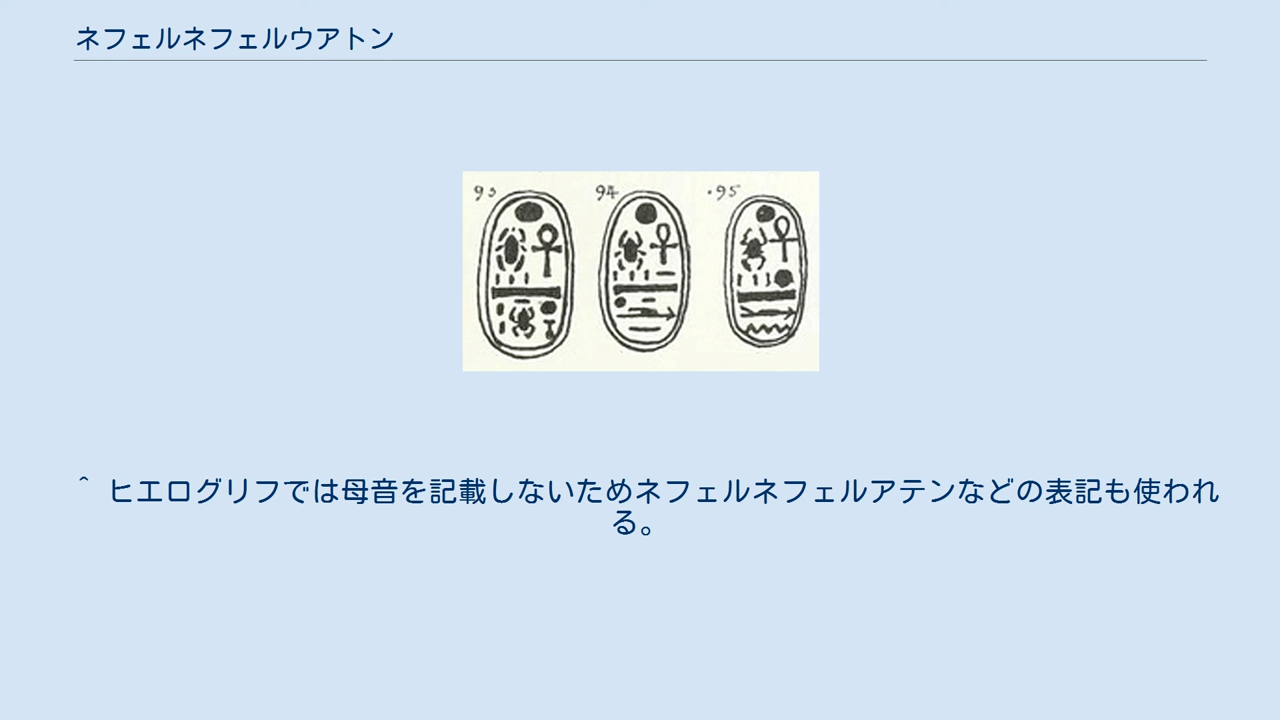 ネフェルネフェルウアトン
93 94 .95
^ ヒエログリフでは母音を記載しないためネフェルネフェルアテンなどの表記も使われ
る。